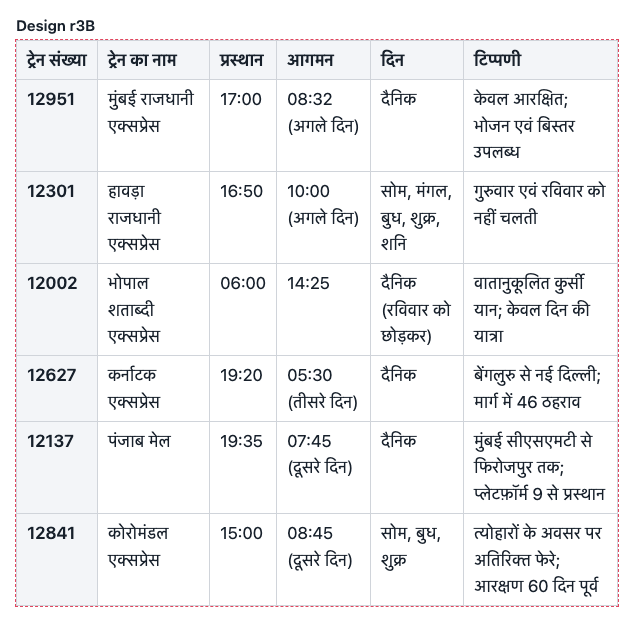 Design r3B
ट्रेन संख्या ट्रेन का नाम प्रस्थान आगमन दिन टिप्पणी
12951 मुंबई राजधानी 17:00 08:32 दैनिक केवल आरक्षित;
एक्सप्रेस (अगले दिन) भोजन एवं बिस्तर
उपलब्ध
12301 हावड़ा 16:50 10:00 सोम, मंगल, गुरुवार एवं रविवार को
राजधानी (अगले दिन) बुध, शुक्र, नहीं चलती
एक्सप्रेस शनि
12002 भोपाल 06:00 14:25 दैनिक वातानुकूलित कुर्सी
शताब्दी (रविवार को यान; केवल दिन की
एक्सप्रेस छोड़कर) यात्रा
12627 कर्नाटक 19:20 05:30 दैनिक बेंगलुरु से नई दिल्ली;
एक्सप्रेस (तीसरे दिन) मार्ग में 46 ठहराव
12137 पंजाब मेल 19:35 07:45 दैनिक मुंबई सीएसएमटी से
(दूसरे दिन) फिरोजपुर तक;
प्लेटफ़ॉर्म 9 से प्रस्थान
12841 कोरोमंडल 15:00 08:45 सोम, बुध, त्योहारों के अवसर पर
एक्सप्रेस (दूसरे दिन) शुक्र अतिरिक्त फेरे;
आरक्षण 60 दिन पूर्व